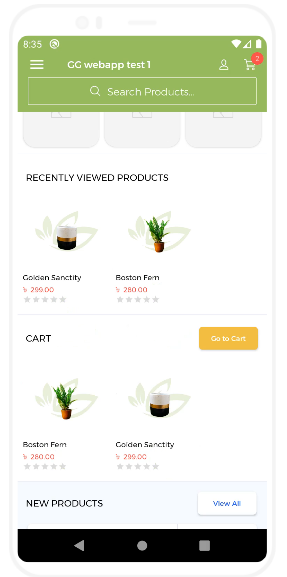 8:35
GG webapp test 1
2
Search Products...
RECENTLY VIEWED PRODUCTS
Golden Sanctity
৳ 299.00
Boston Fern
৳ 280.00
CART
Go to Cart
Boston Fern
৳ 280.00
Golden Sanctity
৳ 299.00
NEW PRODUCTS
View All